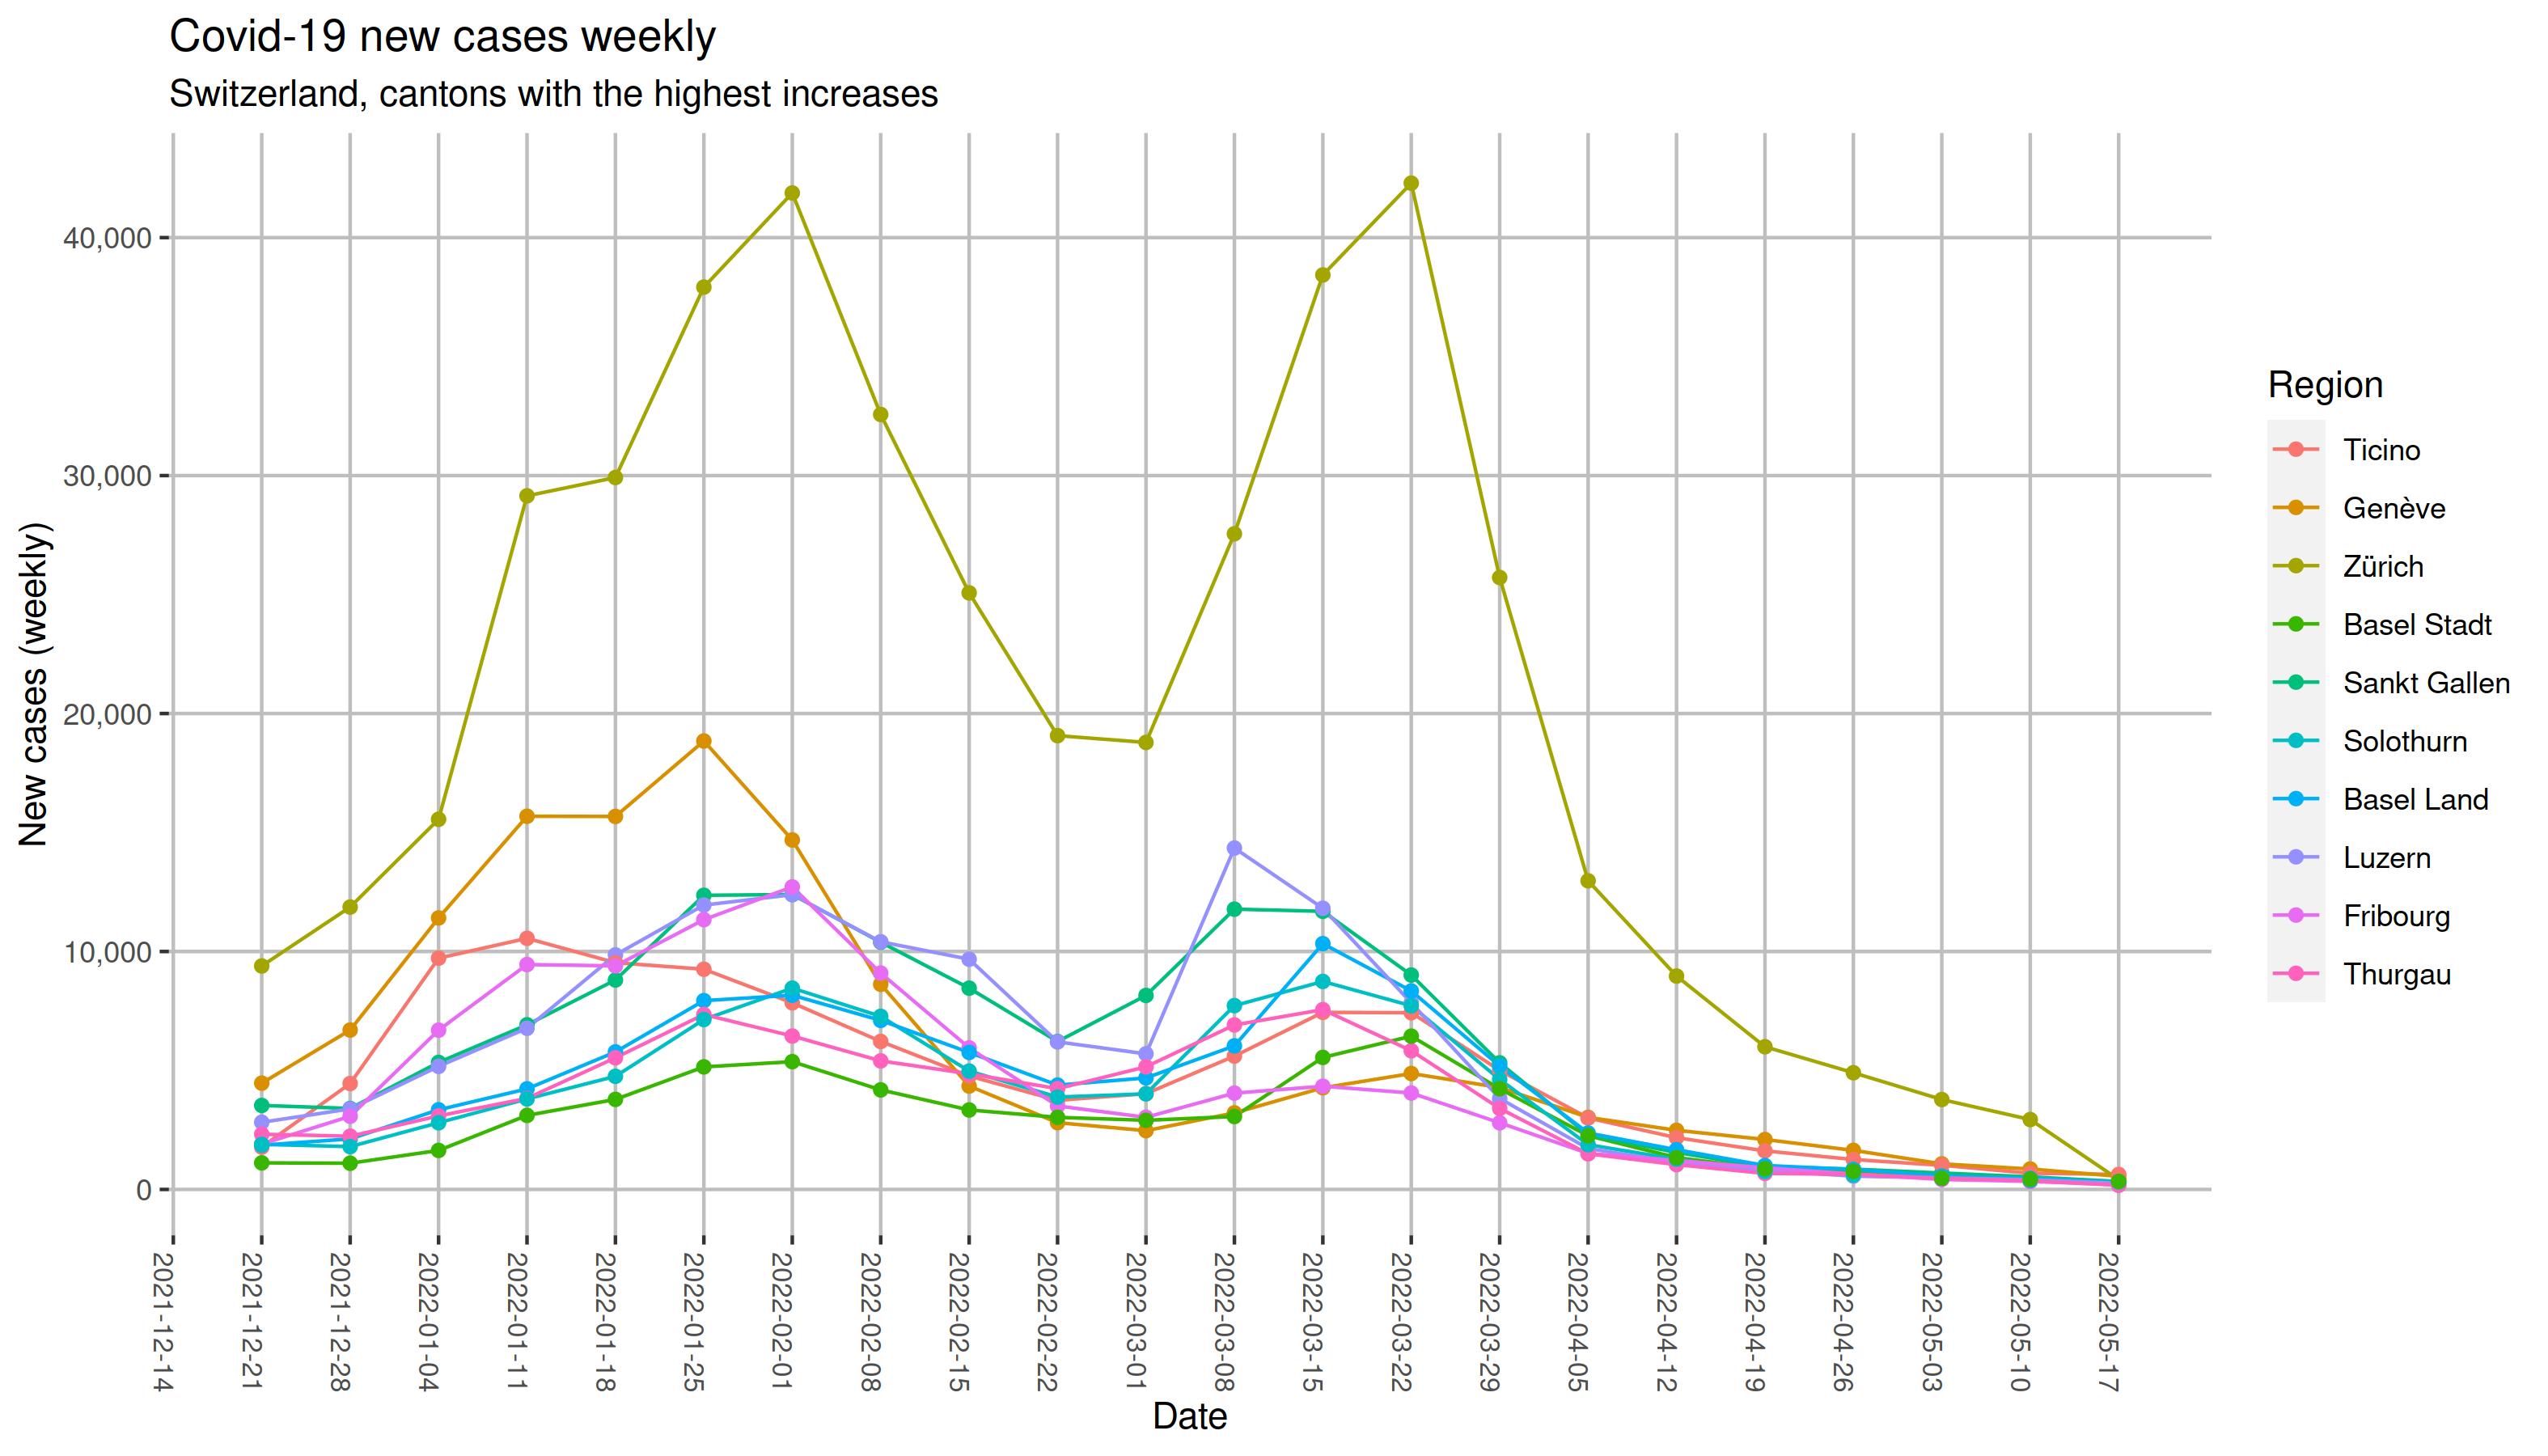 Covid-19 new cases weekly
Switzerland, cantons with the highest increases
New cases (weekly)
40,000
30,000
20,000
10,000
0
2021-12-14
2021-12-21
2021-12-28
2022-01-04
2022-01-11
2022-01-18
2022-01-25
2022-02-01
2022-02-08
2022-02-15
2022-02-22
2022-03-01
2022-03-08
2022-03-15
2022-03-22
2022-03-29
2022-04-05
2022-04-12
2022-04-19
2022-04-26
2022-05-03
2022-05-10
2022-05-17
Date
Region
Ticino
Genève
Zürich
Basel Stadt
Sankt Gallen
Solothurn
Basel Land
Luzern
Fribourg
Thurgau